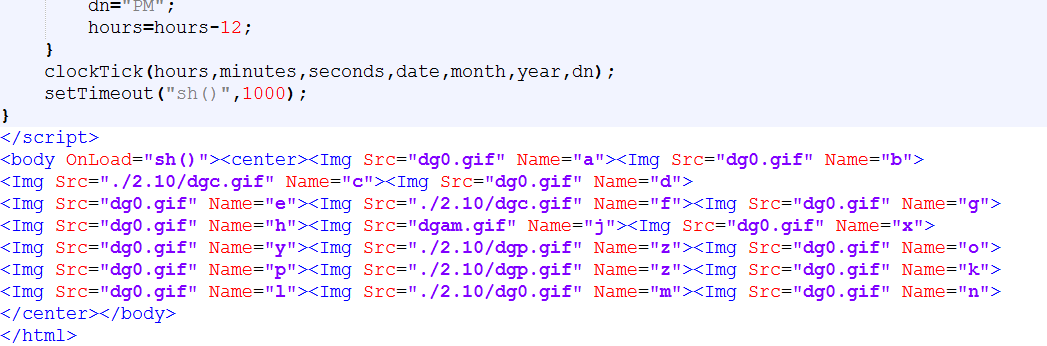 dn="PM";
hours=hours-12;
}
clockTick(hours,minutes,seconds,date,month,year,dn);
setTimeout("sh()",1000);
}
</script>
<body OnLoad="sh()"><center><Img Src="dg0.gif" Name="a"><Img Src="dg0.gif" Name="b">
<Img Src="./2.10/dgc.gif" Name="c"><Img Src="dg0.gif" Name="d">
<Img Src="dg0.gif" Name="e"><Img Src="./2.10/dgc.gif" Name="f"><Img Src="dg0.gif" Name="g">
<Img Src="dg0.gif" Name="h"><Img Src="dgam.gif" Name="j"><Img Src="dg0.gif" Name="x">
<Img Src="dg0.gif" Name="y"><Img Src="./2.10/dgp.gif" Name="z"><Img Src="dg0.gif" Name="o">
<Img Src="dg0.gif" Name="p"><Img Src="./2.10/dgp.gif" Name="z"><Img Src="dg0.gif" Name="k">
<Img Src="dg0.gif" Name="l"><Img Src="./2.10/dg0.gif" Name="m"><Img Src="dg0.gif" Name="n">
</center></body>
</html>